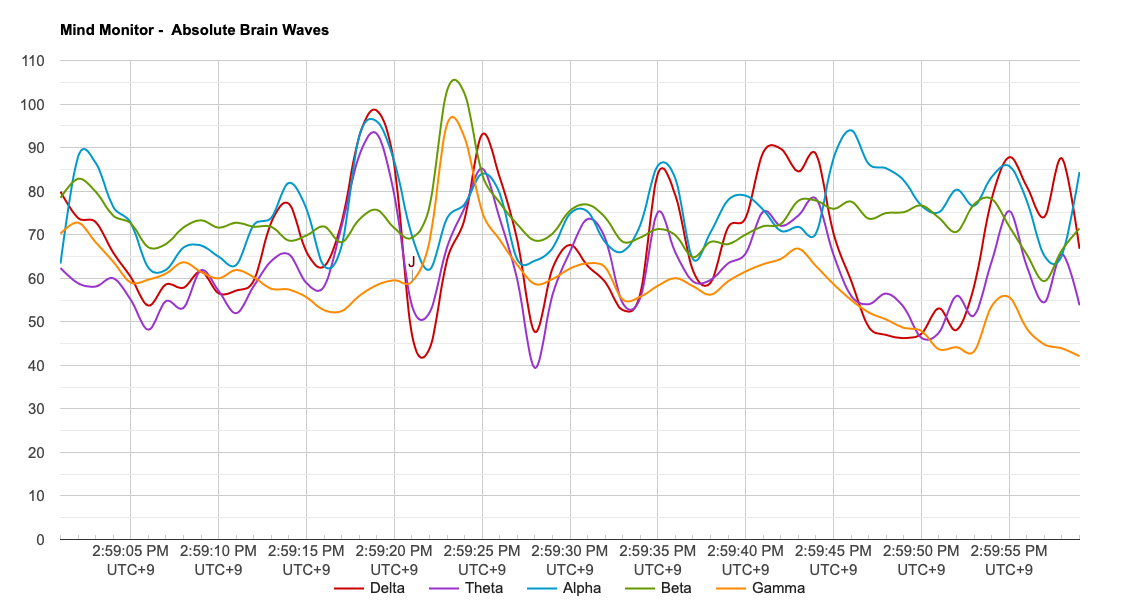 Mind Monitor - Absolute Brain Waves
110
100
90
80
70
60
50
40
30
20
10
0
J
2:59:05 PM 2:59:10 PM 2:59:15 PM 2:59:20 PM 2:59:25 PM 2:59:30 PM 2:59:35 PM 2:59:40 PM 2:59:45 PM 2:59:50 PM 2:59:55 PM
UTC+9 UTC+9 UTC+9 UTC+9 UTC+9 UTC+9 UTC+9 UTC+9 UTC+9 UTC+9 UTC+9
Delta Theta Alpha Beta Gamma